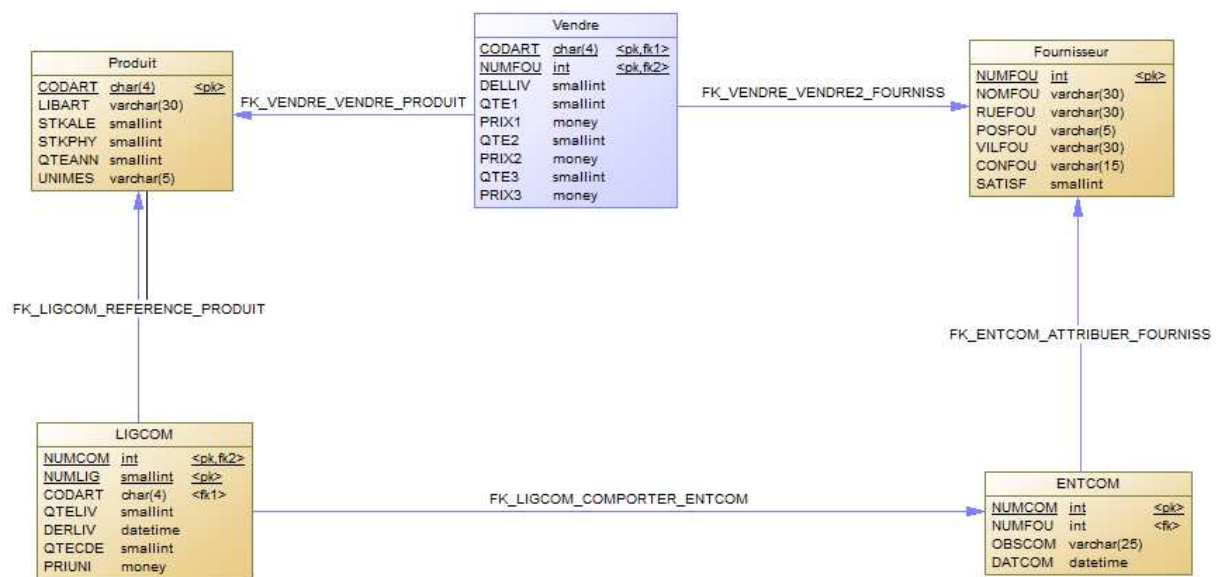 Vendre
CODART char(4) <pk,fk1>
NUMFOU int <pk,fk2>
DELLIV smallint
QTE1 smallint
PRIX1 money
QTE2 smallint
PRIX2 money
QTE3 smallint
PRIX3 money
Produit
CODART char(4) <pk>
LIBART varchar(30)
STKALE smallint
STKPHY smallint
QTEANN smallint
UNIMES varchar(5)
FK_VENDRE_VENDRE_PRODUIT
FK_VENDRE_VENDRE2_FOURNISS
Fournisseur
NUMFOU int <pk>
NOMFOU varchar(30)
RUEFOU varchar(30)
POSFOU varchar(5)
VILFOU varchar(30)
CONFOU varchar(15)
SATISF smallint
FK_LIGCOM_REFERENCE_PRODUIT
FK_ENTCOM_ATTRIBUER_FOURNISS
LIGCOM
NUMCOM int <pk,fk2>
NUMLIG smallint <pk>
CODART char(4) <fk1>
QTELIV smallint
DERLIV datetime
QTECDE smallint
PRIUNI money
FK_LIGCOM_COMPORTER_ENTCOM
ENTCOM
NUMCOM int <pk>
NUMFOU int <fk>
OBSCOM varchar(25)
DATCOM datetime